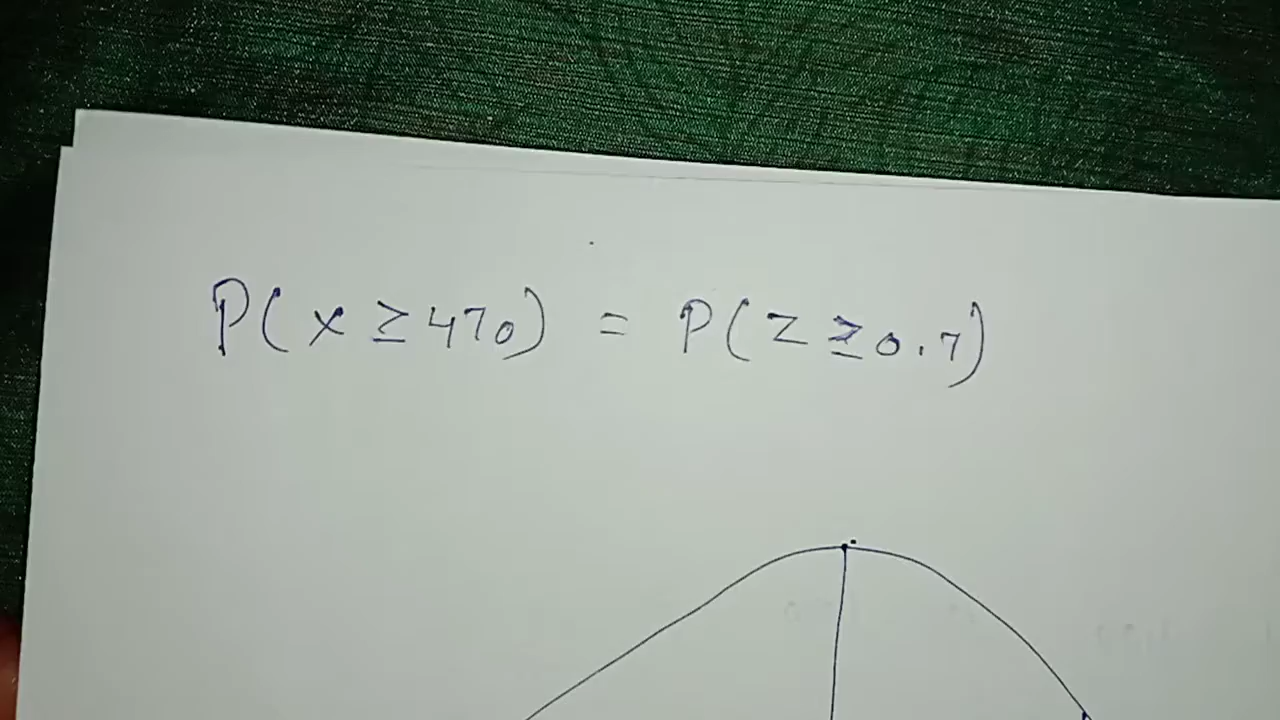 P(x ≥ 470) = P(Z ≥ 0.7)